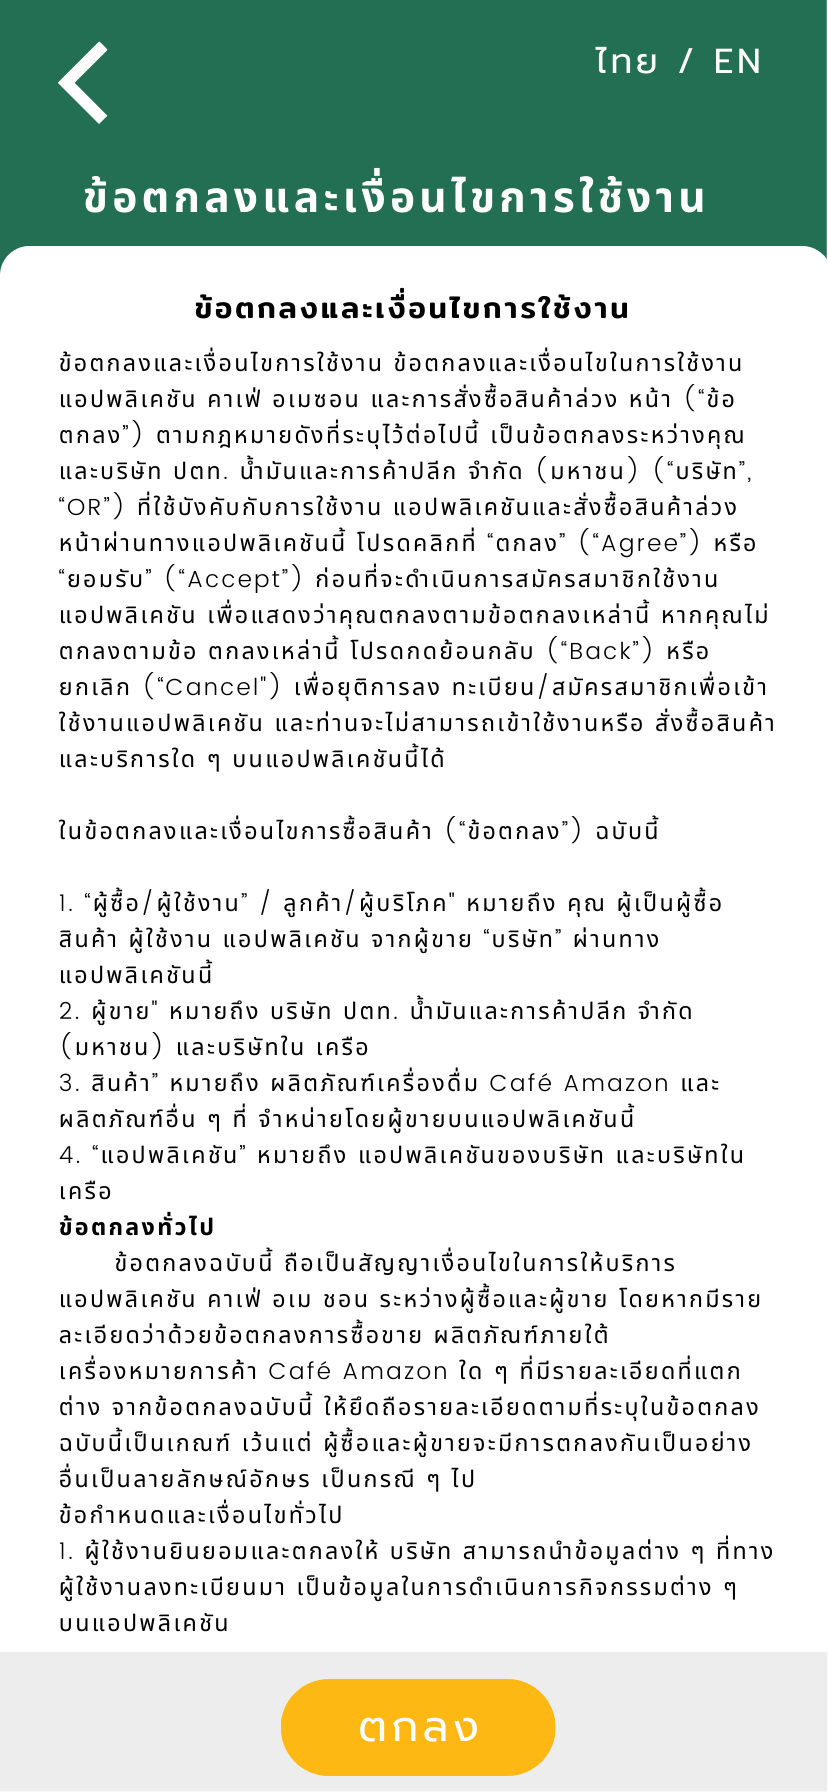 ไทย / EN
ข้อตกลงและเงื่อนไขการใช้งาน
ข้อตกลงและเงื่อนไขการใช้งาน
ข้อตกลงและเงื่อนไขการใช้งาน ข้อตกลงและเงื่อนไขในการใช้งาน
แอปพลิเคชัน คาเฟ่ อเมซอน และการสั่งซื้อสินค้าล่วง หน้า (“ข้อ
ตกลง”) ตามกฎหมายดังที่ระบุไว้ต่อไปนี้ เป็นข้อตกลงระหว่างคุณ
และบริษัท ปตท. น้ำมันและการค้าปลีก จำกัด (มหาชน) (“บริษัท”,
“OR”) ที่ใช้บังคับกับการใช้งาน แอปพลิเคชันและสั่งซื้อสินค้าล่วง
หน้าผ่านทางแอปพลิเคชันนี้ โปรดคลิกที่ “ตกลง” (“Agree”) หรือ
“ยอมรับ” (“Accept”) ก่อนที่จะดำเนินการสมัครสมาชิกใช้งาน
แอปพลิเคชัน เพื่อแสดงว่าคุณตกลงตามข้อตกลงเหล่านี้ หากคุณไม่
ตกลงตามข้อ ตกลงเหล่านี้ โปรดกดย้อนกลับ (“Back”) หรือ
ยกเลิก (“Cancel") เพื่อยุติการลง ทะเบียน/สมัครสมาชิกเพื่อเข้า
ใช้งานแอปพลิเคชัน และท่านจะไม่สามารถเข้าใช้งานหรือ สั่งซื้อสินค้า
และบริการใด ๆ บนแอปพลิเคชันนี้ได้
ในข้อตกลงและเงื่อนไขการซื้อสินค้า (“ข้อตกลง”) ฉบับนี้
1. “ผู้ซื้อ/ผู้ใช้งาน” / ลูกค้า/ผู้บริโภค" หมายถึง คุณ ผู้เป็นผู้ซื้อ
สินค้า ผู้ใช้งาน แอปพลิเคชัน จากผู้ขาย “บริษัท” ผ่านทาง
แอปพลิเคชันนี้
2. ผู้ขาย" หมายถึง บริษัท ปตท. น้ำมันและการค้าปลีก จำกัด
(มหาชน) และบริษัทใน เครือ
3. สินค้า” หมายถึง ผลิตภัณฑ์เครื่องดื่ม Café Amazon และ
ผลิตภัณฑ์อื่น ๆ ที่ จำหน่ายโดยผู้ขายบนแอปพลิเคชันนี้
4. “แอปพลิเคชัน” หมายถึง แอปพลิเคชันของบริษัท และบริษัทใน
เครือ
ข้อตกลงทั่วไป
ข้อตกลงฉบับนี้ ถือเป็นสัญญาเงื่อนไขในการให้บริการ
แอปพลิเคชัน คาเฟ่ อเม ชอน ระหว่างผู้ซื้อและผู้ขาย โดยหากมีราย
ละเอียดว่าด้วยข้อตกลงการซื้อขาย ผลิตภัณฑ์ภายใต้
เครื่องหมายการค้า Café Amazon ใด ๆ ที่มีรายละเอียดที่แตก
ต่าง จากข้อตกลงฉบับนี้ ให้ยึดถือรายละเอียดตามที่ระบุในข้อตกลง
ฉบับนี้เป็นเกณฑ์ เว้นแต่ ผู้ซื้อและผู้ขายจะมีการตกลงกันเป็นอย่าง
อื่นเป็นลายลักษณ์อักษร เป็นกรณี ๆ ไป
ข้อกำหนดและเงื่อนไขทั่วไป
1. ผู้ใช้งานยินยอมและตกลงให้ บริษัท สามารถนำข้อมูลต่าง ๆ ที่ทาง
ผู้ใช้งานลงทะเบียนมา เป็นข้อมูลในการดำเนินการกิจกรรมต่าง ๆ
บนแอปพลิเคชัน
ตกลง